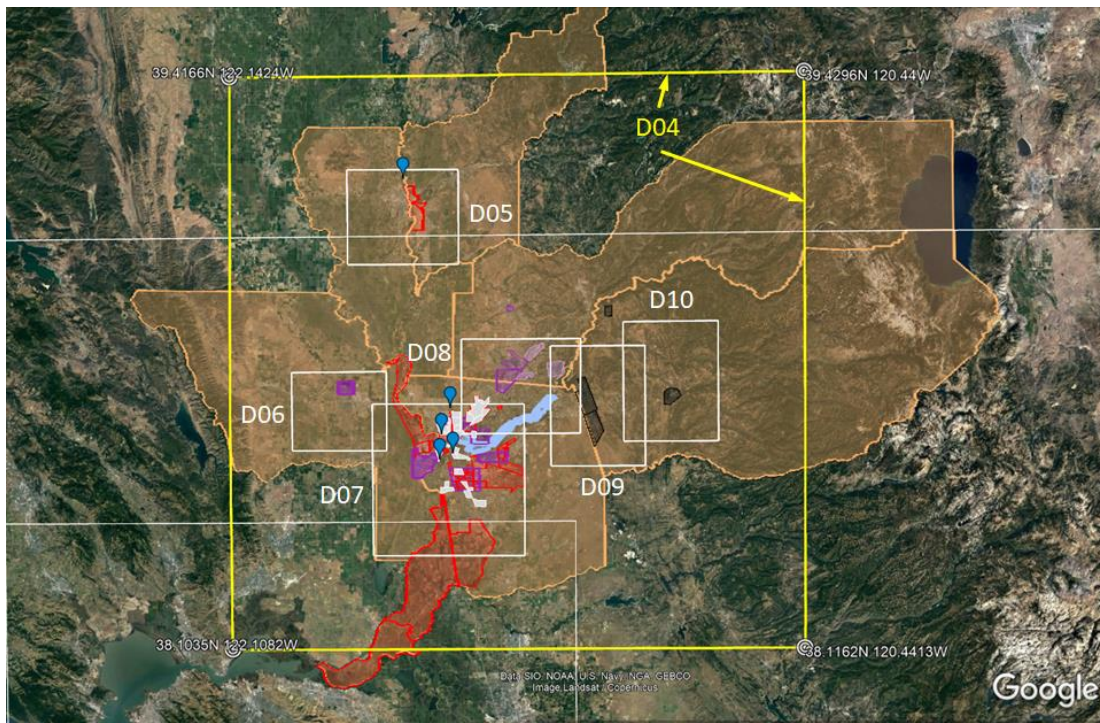 39.4166N 122.1424W
39.4296N 120.44W
D04
D05
D10
D08
D06
D07
D09
38.1035N 122.1082W
38.1162N 120.4413W
Data SIO, NOAA, U.S. Navy, NGA, GEBCO
Image Landsat / Copernicus
Google